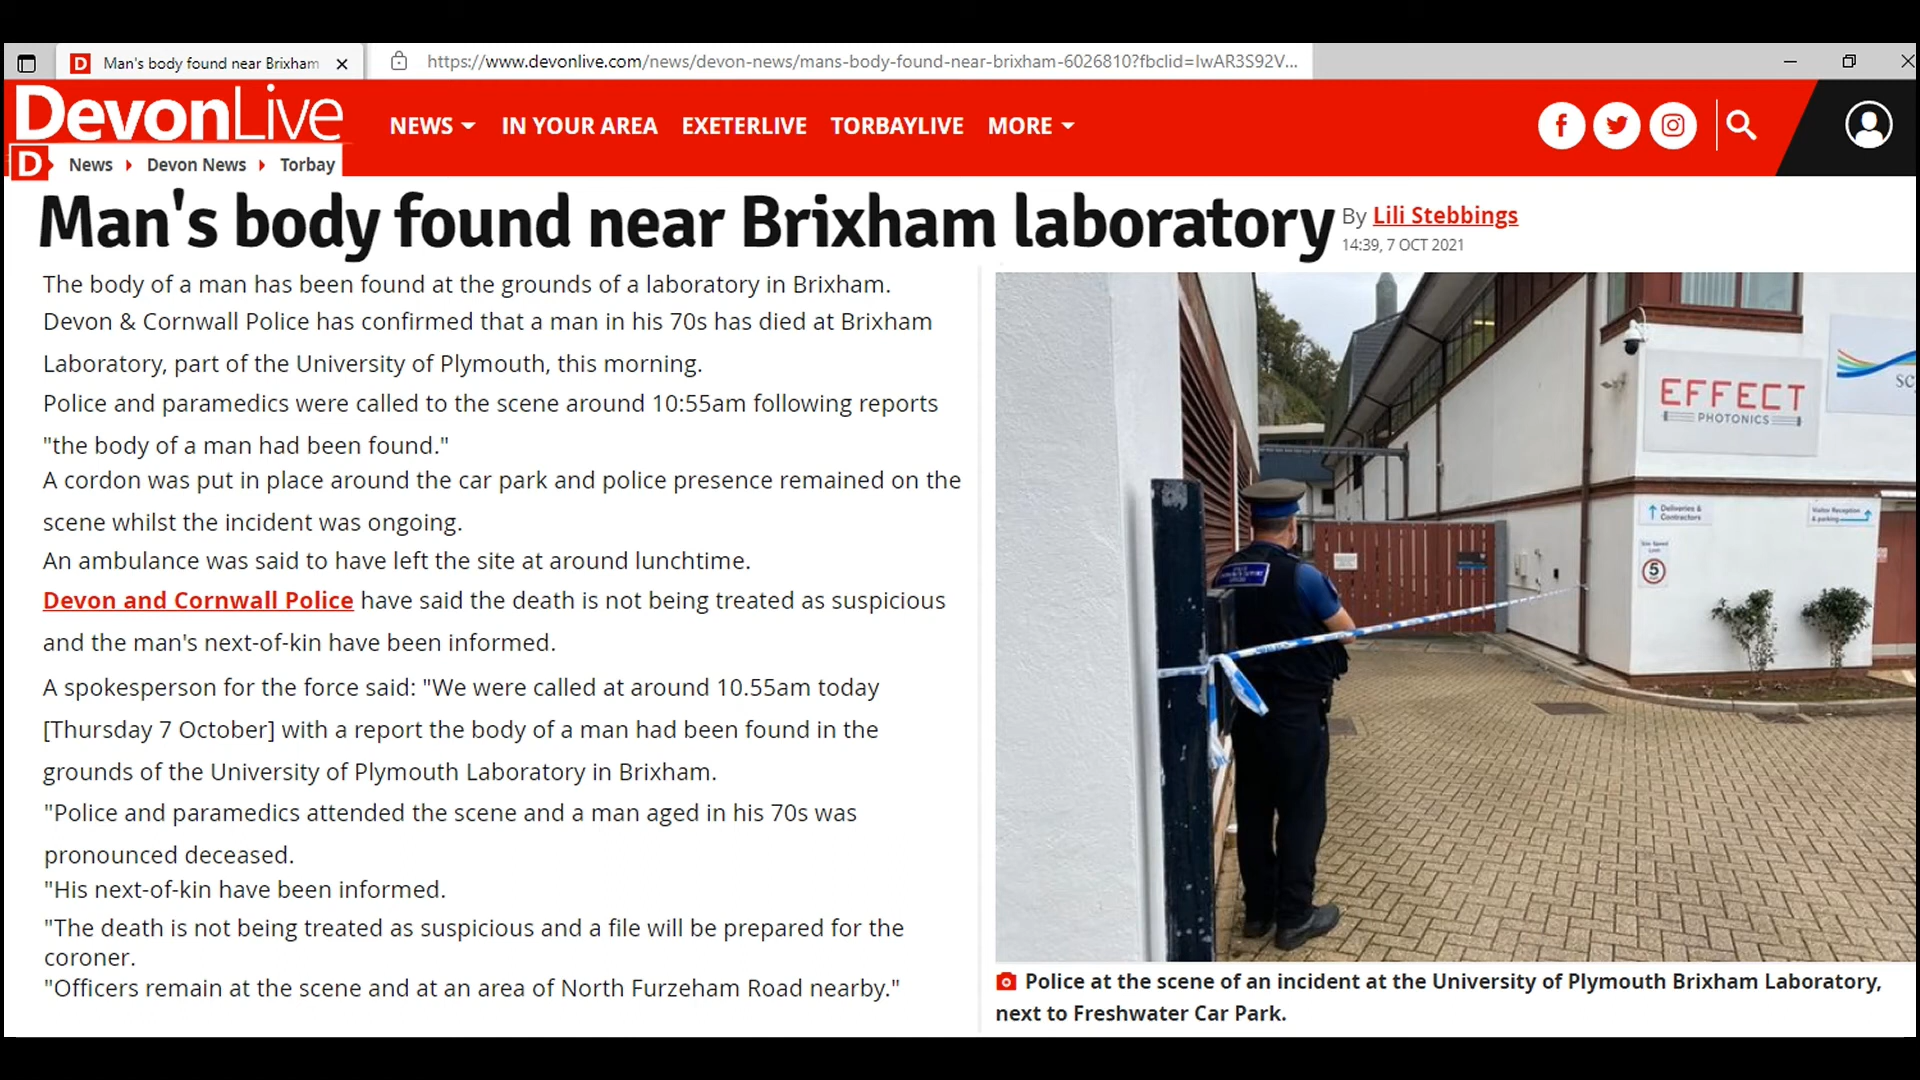 Man's body found near Brixham
https://www.devonlive.com/news/devon-news/mans-body-found-near-brixham-6026810?fbclid=IwAR3S92V...
DevonLive
NEWS
IN YOUR AREA
EXETERLIVE
TORBAYLIVE
MORE
D News Devon News Torbay
Man's body found near Brixham laboratory
By Lili Stebbings
14:39, 7 OCT 2021
The body of a man has been found at the grounds of a laboratory in Brixham.
Devon & Cornwall Police has confirmed that a man in his 70s has died at Brixham
Laboratory, part of the University of Plymouth, this morning.
Police and paramedics were called to the scene around 10:55am following reports
"the body of a man had been found."
A cordon was put in place around the car park and police presence remained on the
scene whilst the incident was ongoing.
An ambulance was said to have left the site at around lunchtime.
Devon and Cornwall Police have said the death is not being treated as suspicious
and the man's next-of-kin have been informed.
A spokesperson for the force said: "We were called at around 10.55am today
[Thursday 7 October] with a report the body of a man had been found in the
grounds of the University of Plymouth Laboratory in Brixham.
"Police and paramedics attended the scene and a man aged in his 70s was
pronounced deceased.
"His next-of-kin have been informed.
"The death is not being treated as suspicious and a file will be prepared for the
coroner.
"Officers remain at the scene and at an area of North Furzeham Road nearby."
EFFECT
PHOTONICS
SC
Deliveries &
Contractors
Visitor Reception
& parking
5
Police at the scene of an incident at the University of Plymouth Brixham Laboratory,
next to Freshwater Car Park.